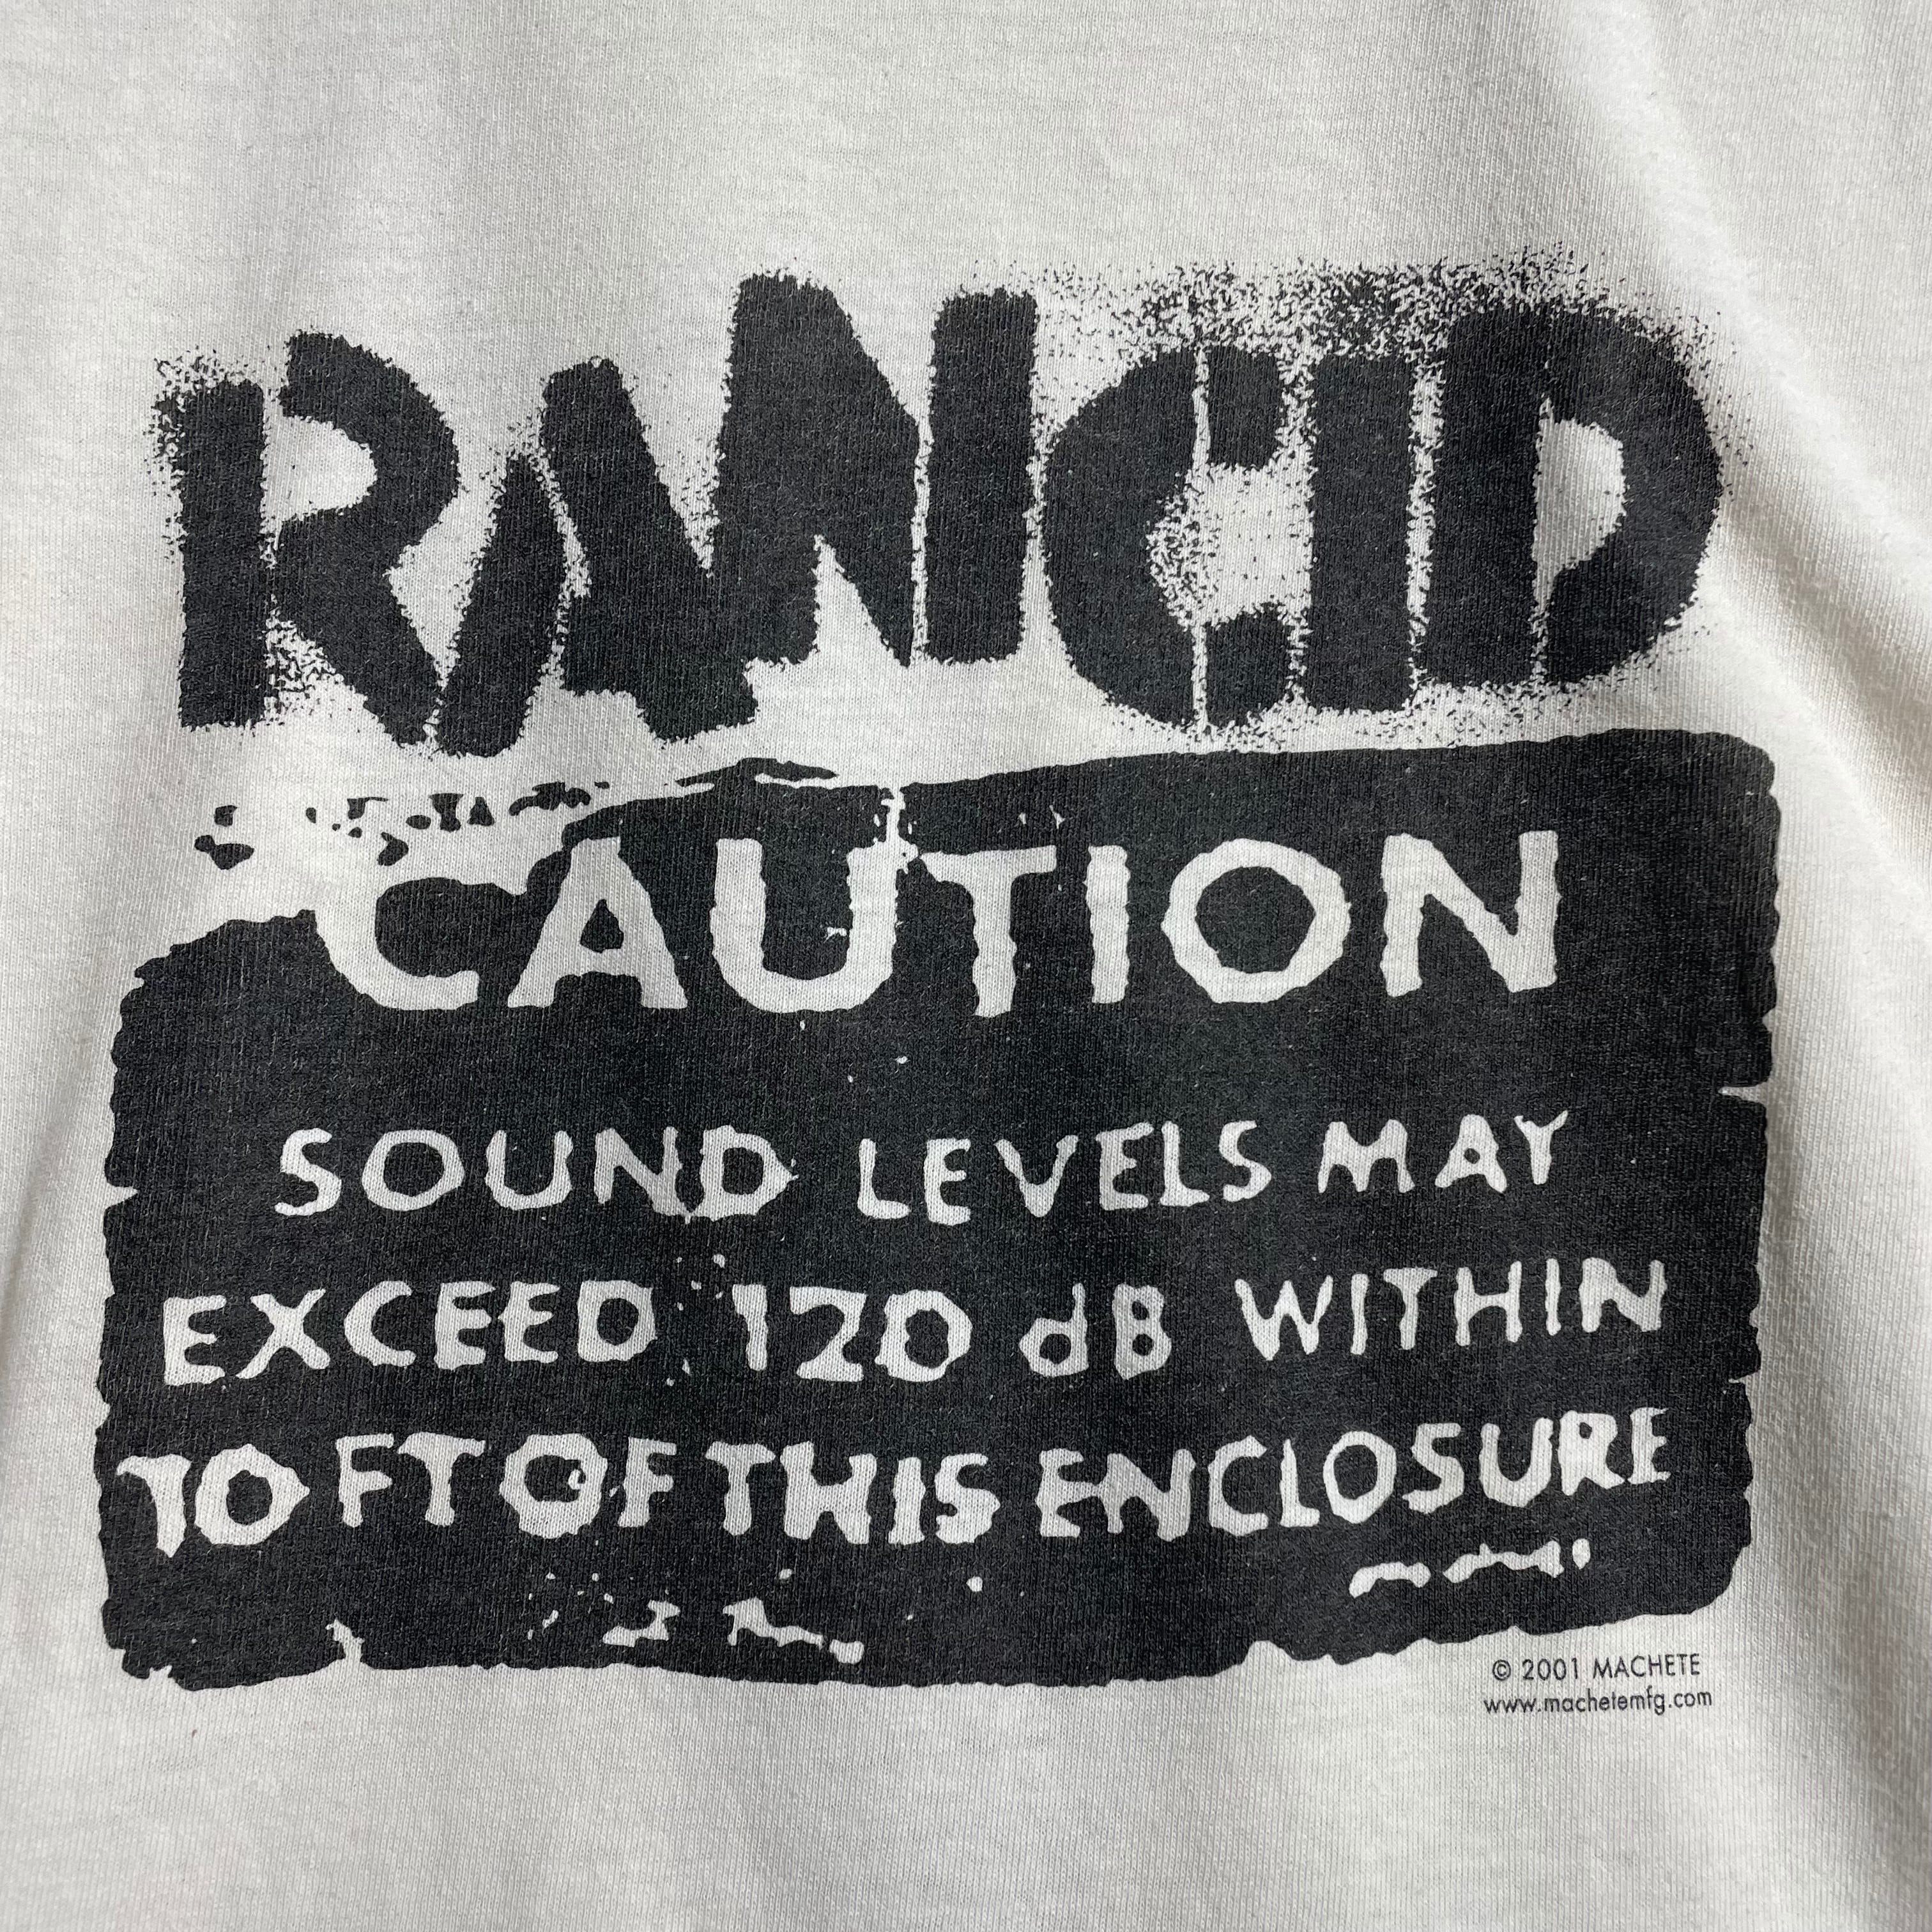 RANCID
CAUTION
SOUND LEVELS MAY
EXCEED 120 dB WITHIN
10 FT OF THIS ENCLOSURE
© 2001 MACHETE
www.machetemfg.com